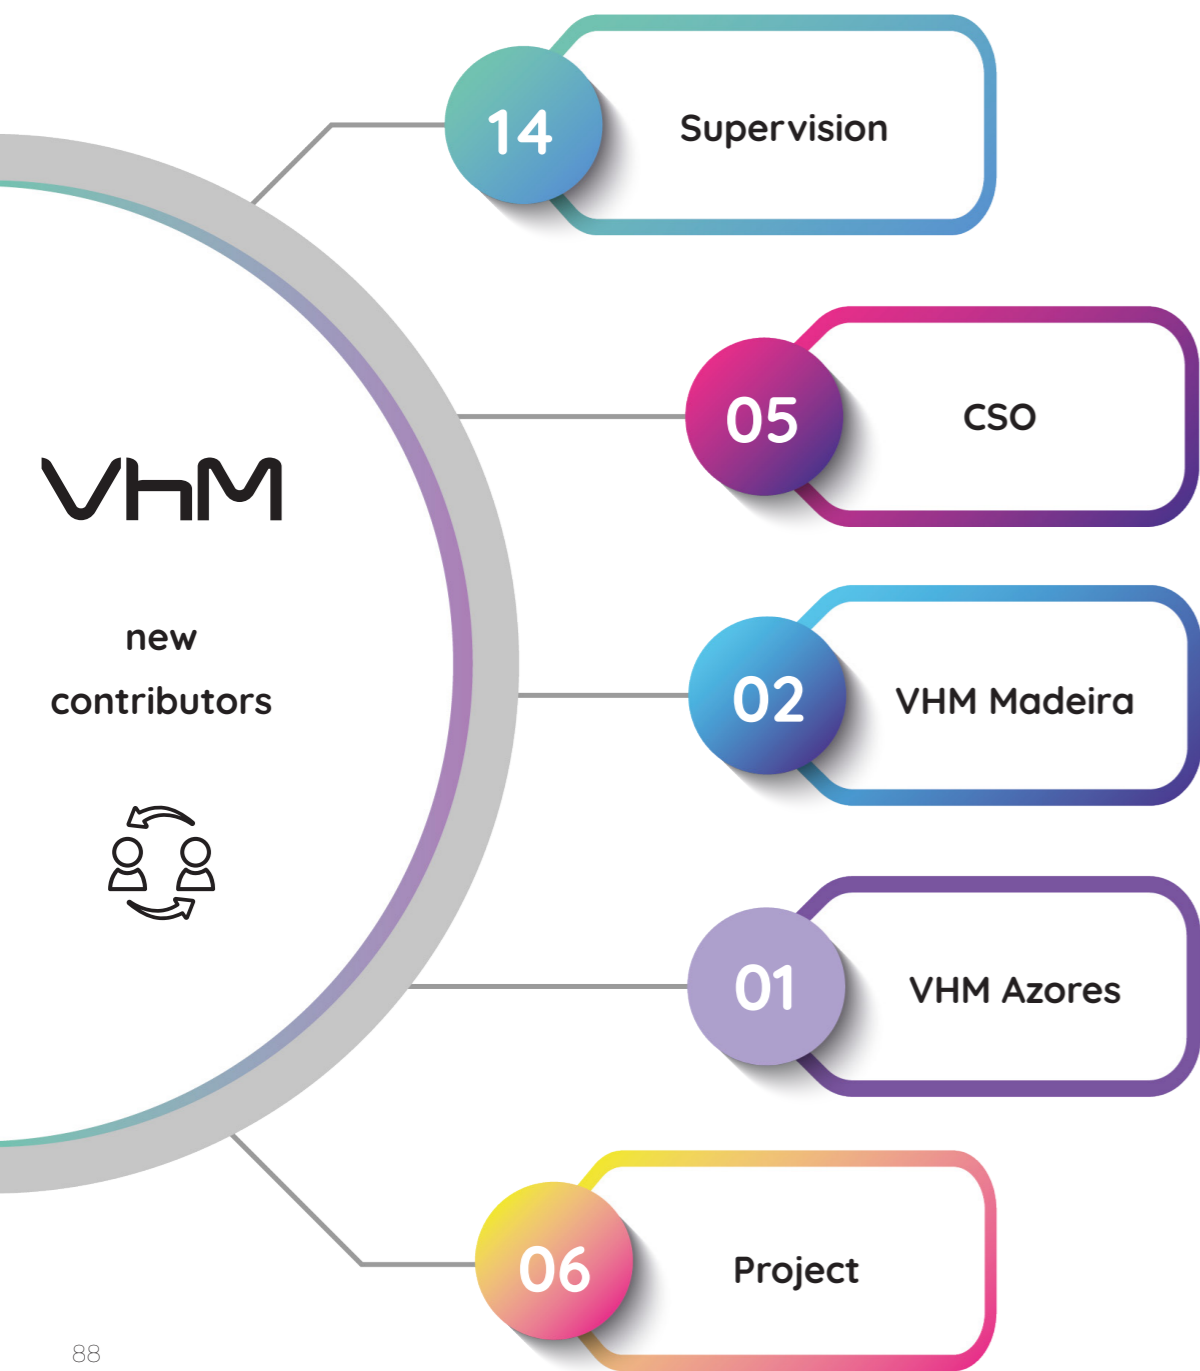 14
Supervision
05
CSO
VhM
new
contributors
02
VHM Madeira
01
VHM Azores
06
Project
88